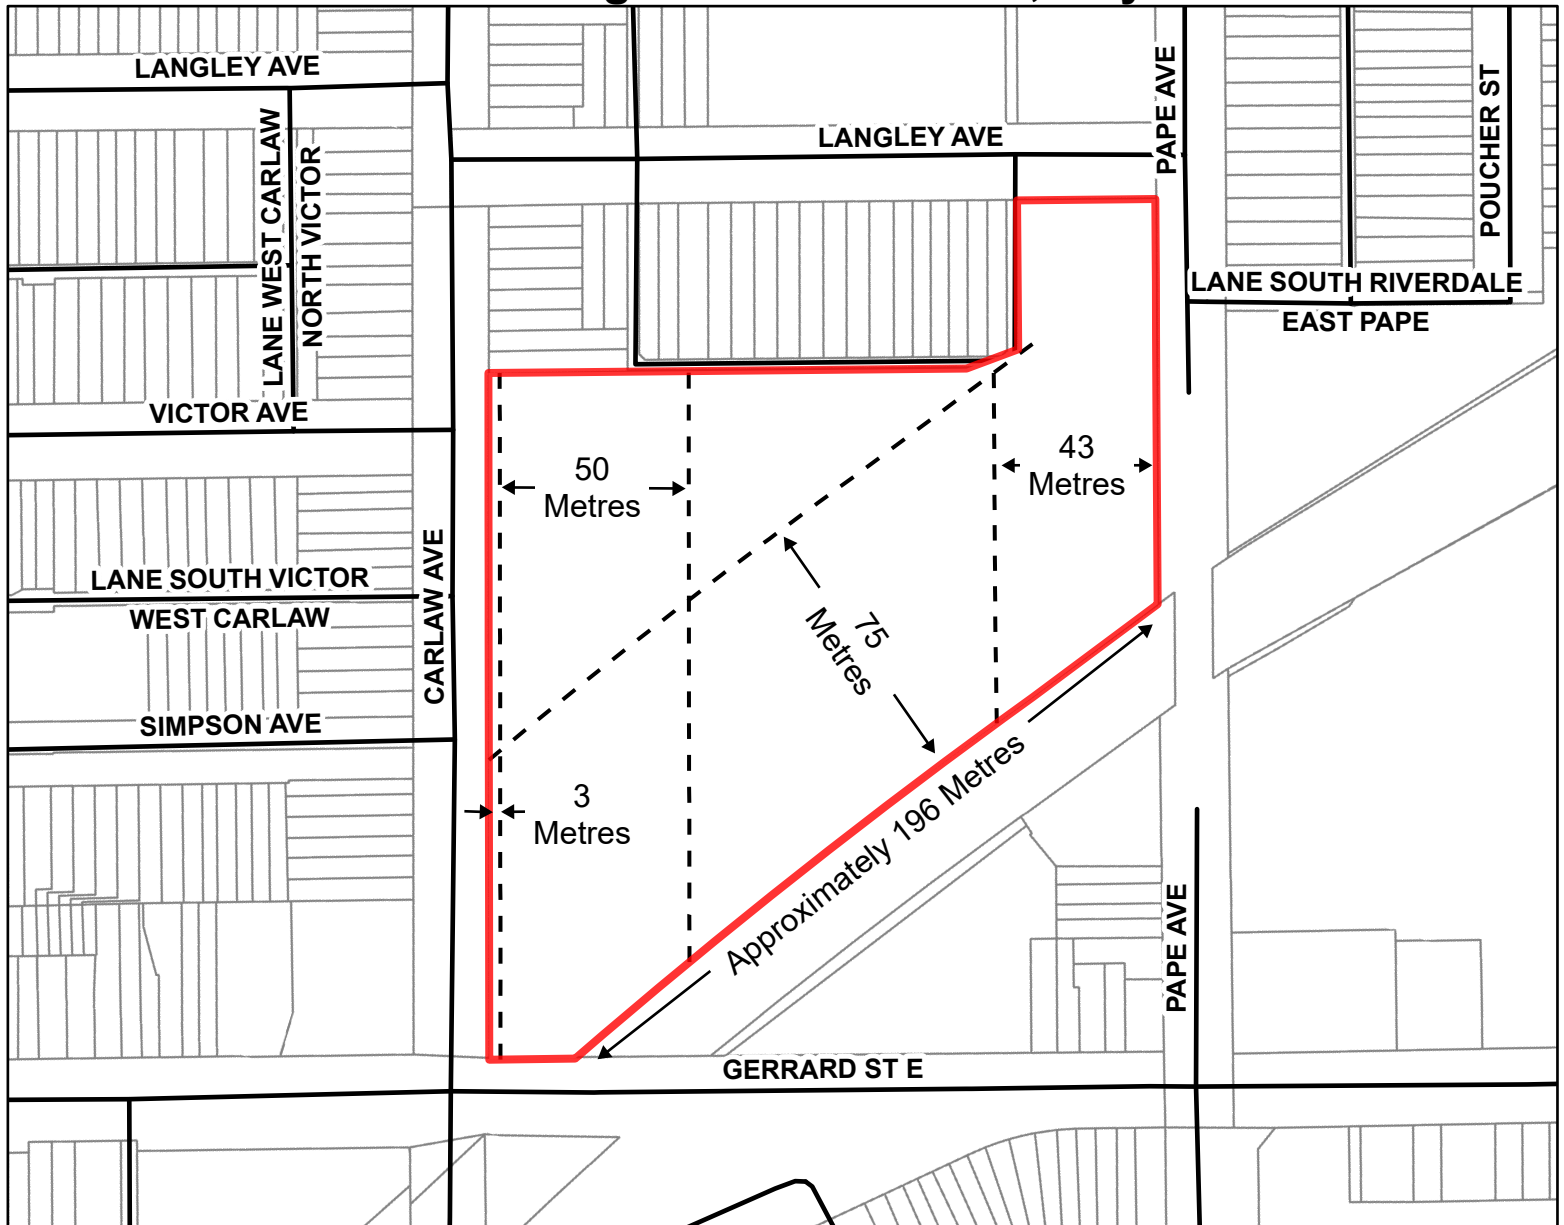 LANGLEY AVE
LANGLEY AVE
PAPE AVE
POUCHER ST
LANE WEST CARLAW
NORTH VICTOR
LANE SOUTH RIVERDALE
EAST PAPE
VICTOR AVE
50
Metres
43
Metres
LANE SOUTH VICTOR
WEST CARLAW
CARLAW AVE
75
Metres
SIMPSON AVE
3
Metres
Approximately 196 Metres
PAPE AVE
GERRARD ST E